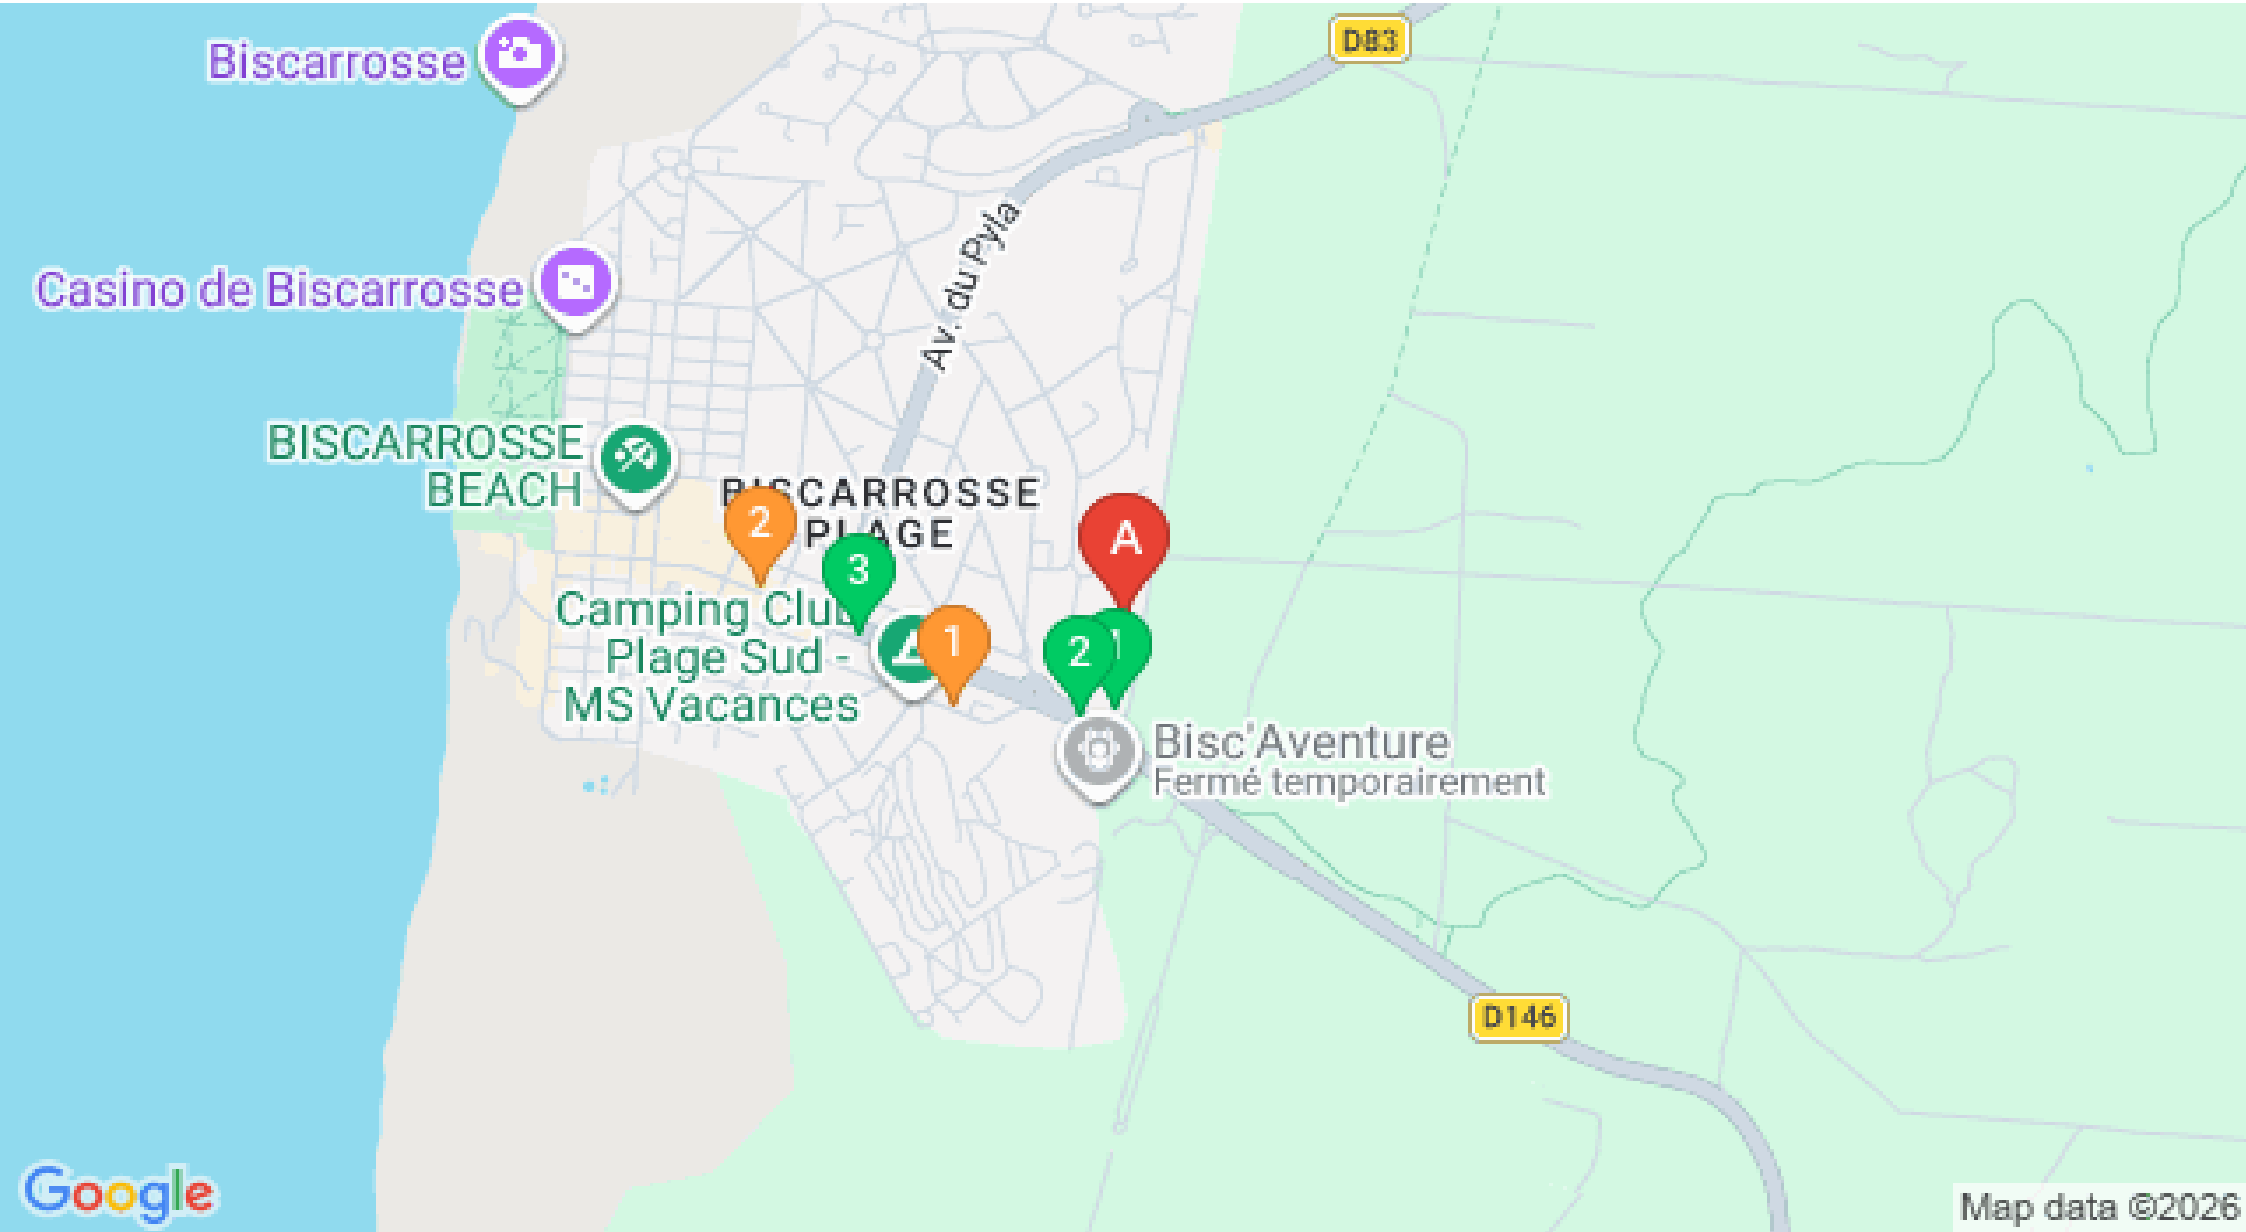 D83
Biscarrosse
Av. du Pyla
Casino de Biscarrosse
BISCARROSSE
BEACH
BISCARROSSE
PLAGE
2
3
A
Camping Club
Plage Sud -
MS Vacances
1
2
1
Bisc'Aventure
Fermé temporairement
D146
Google
Map data ©2026